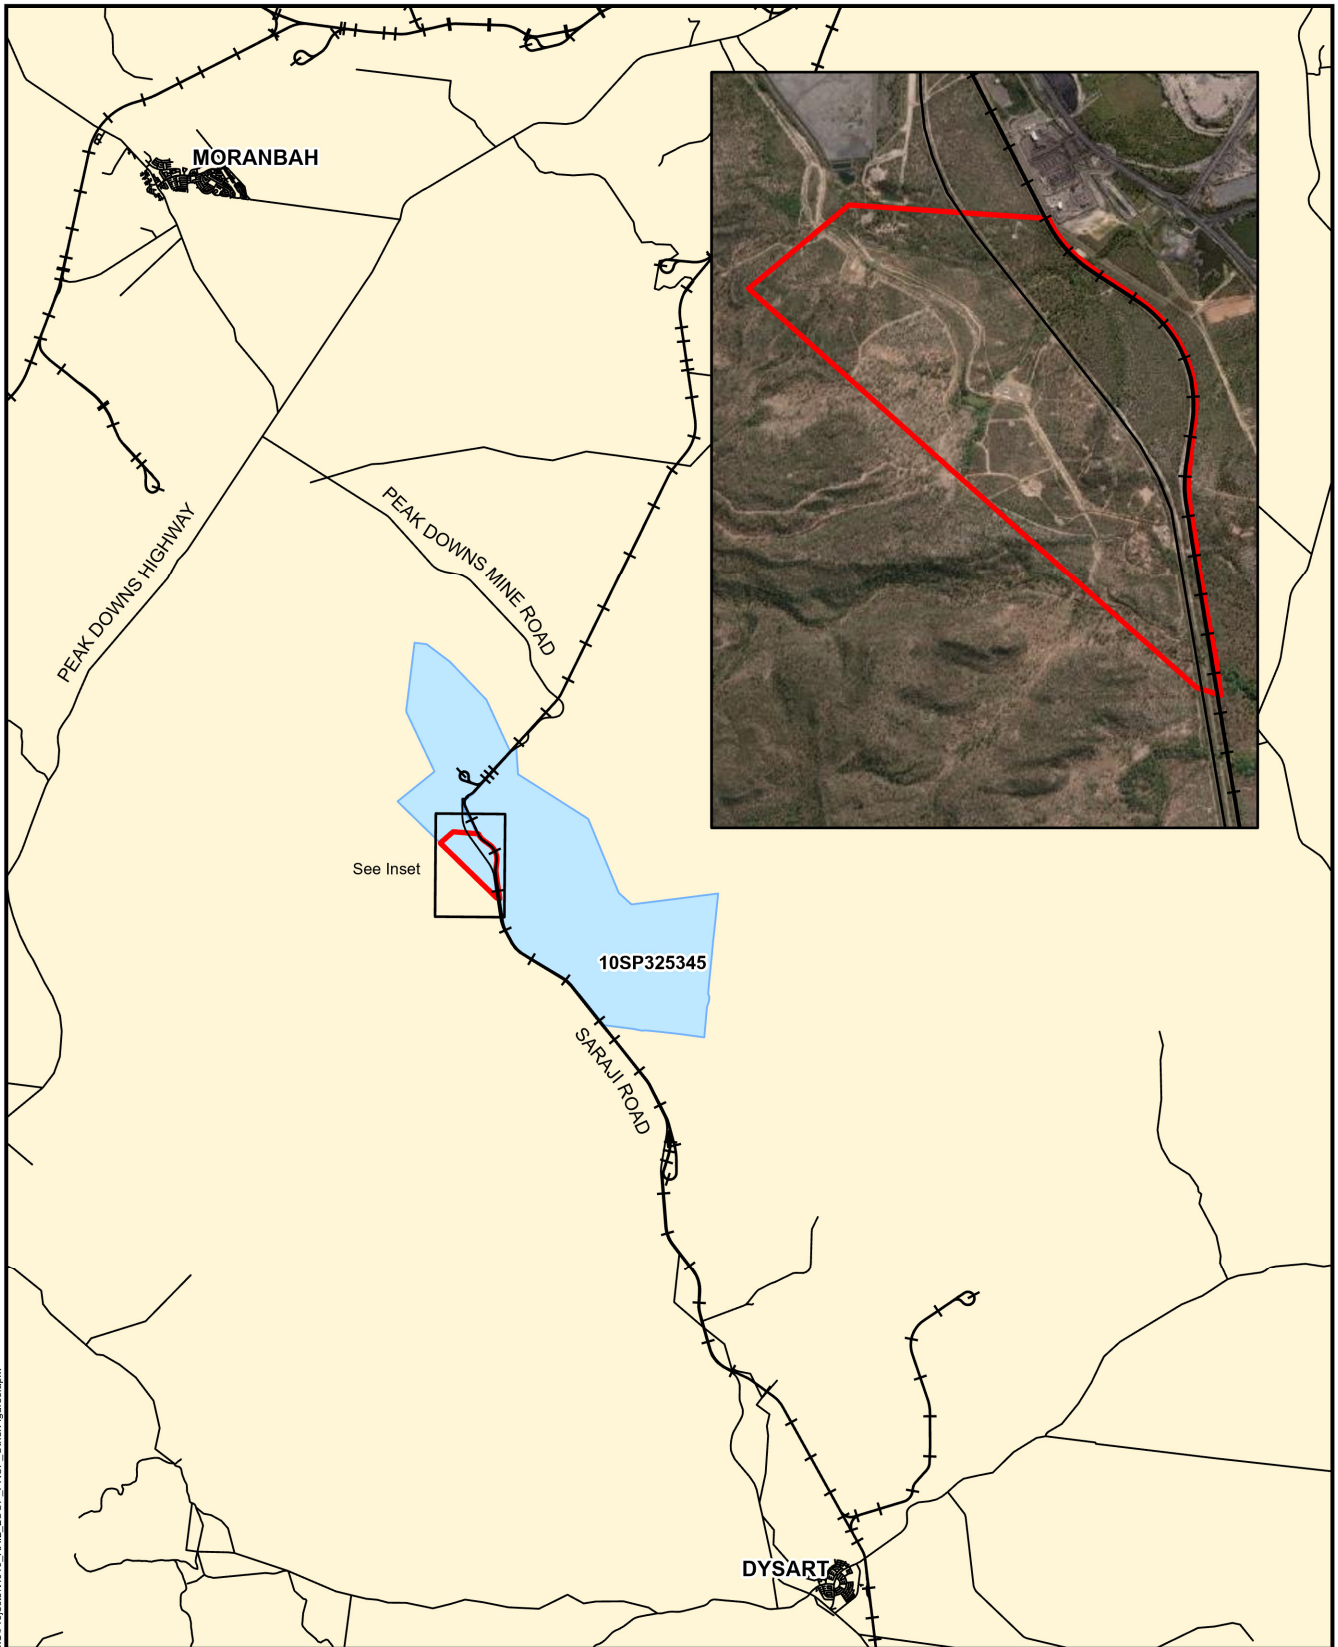 MORANBAH
PEAK DOWNS HIGHWAY
PEAK DOWNS MINE ROAD
See Inset
10SP325345
SARAJI ROAD
DYSART